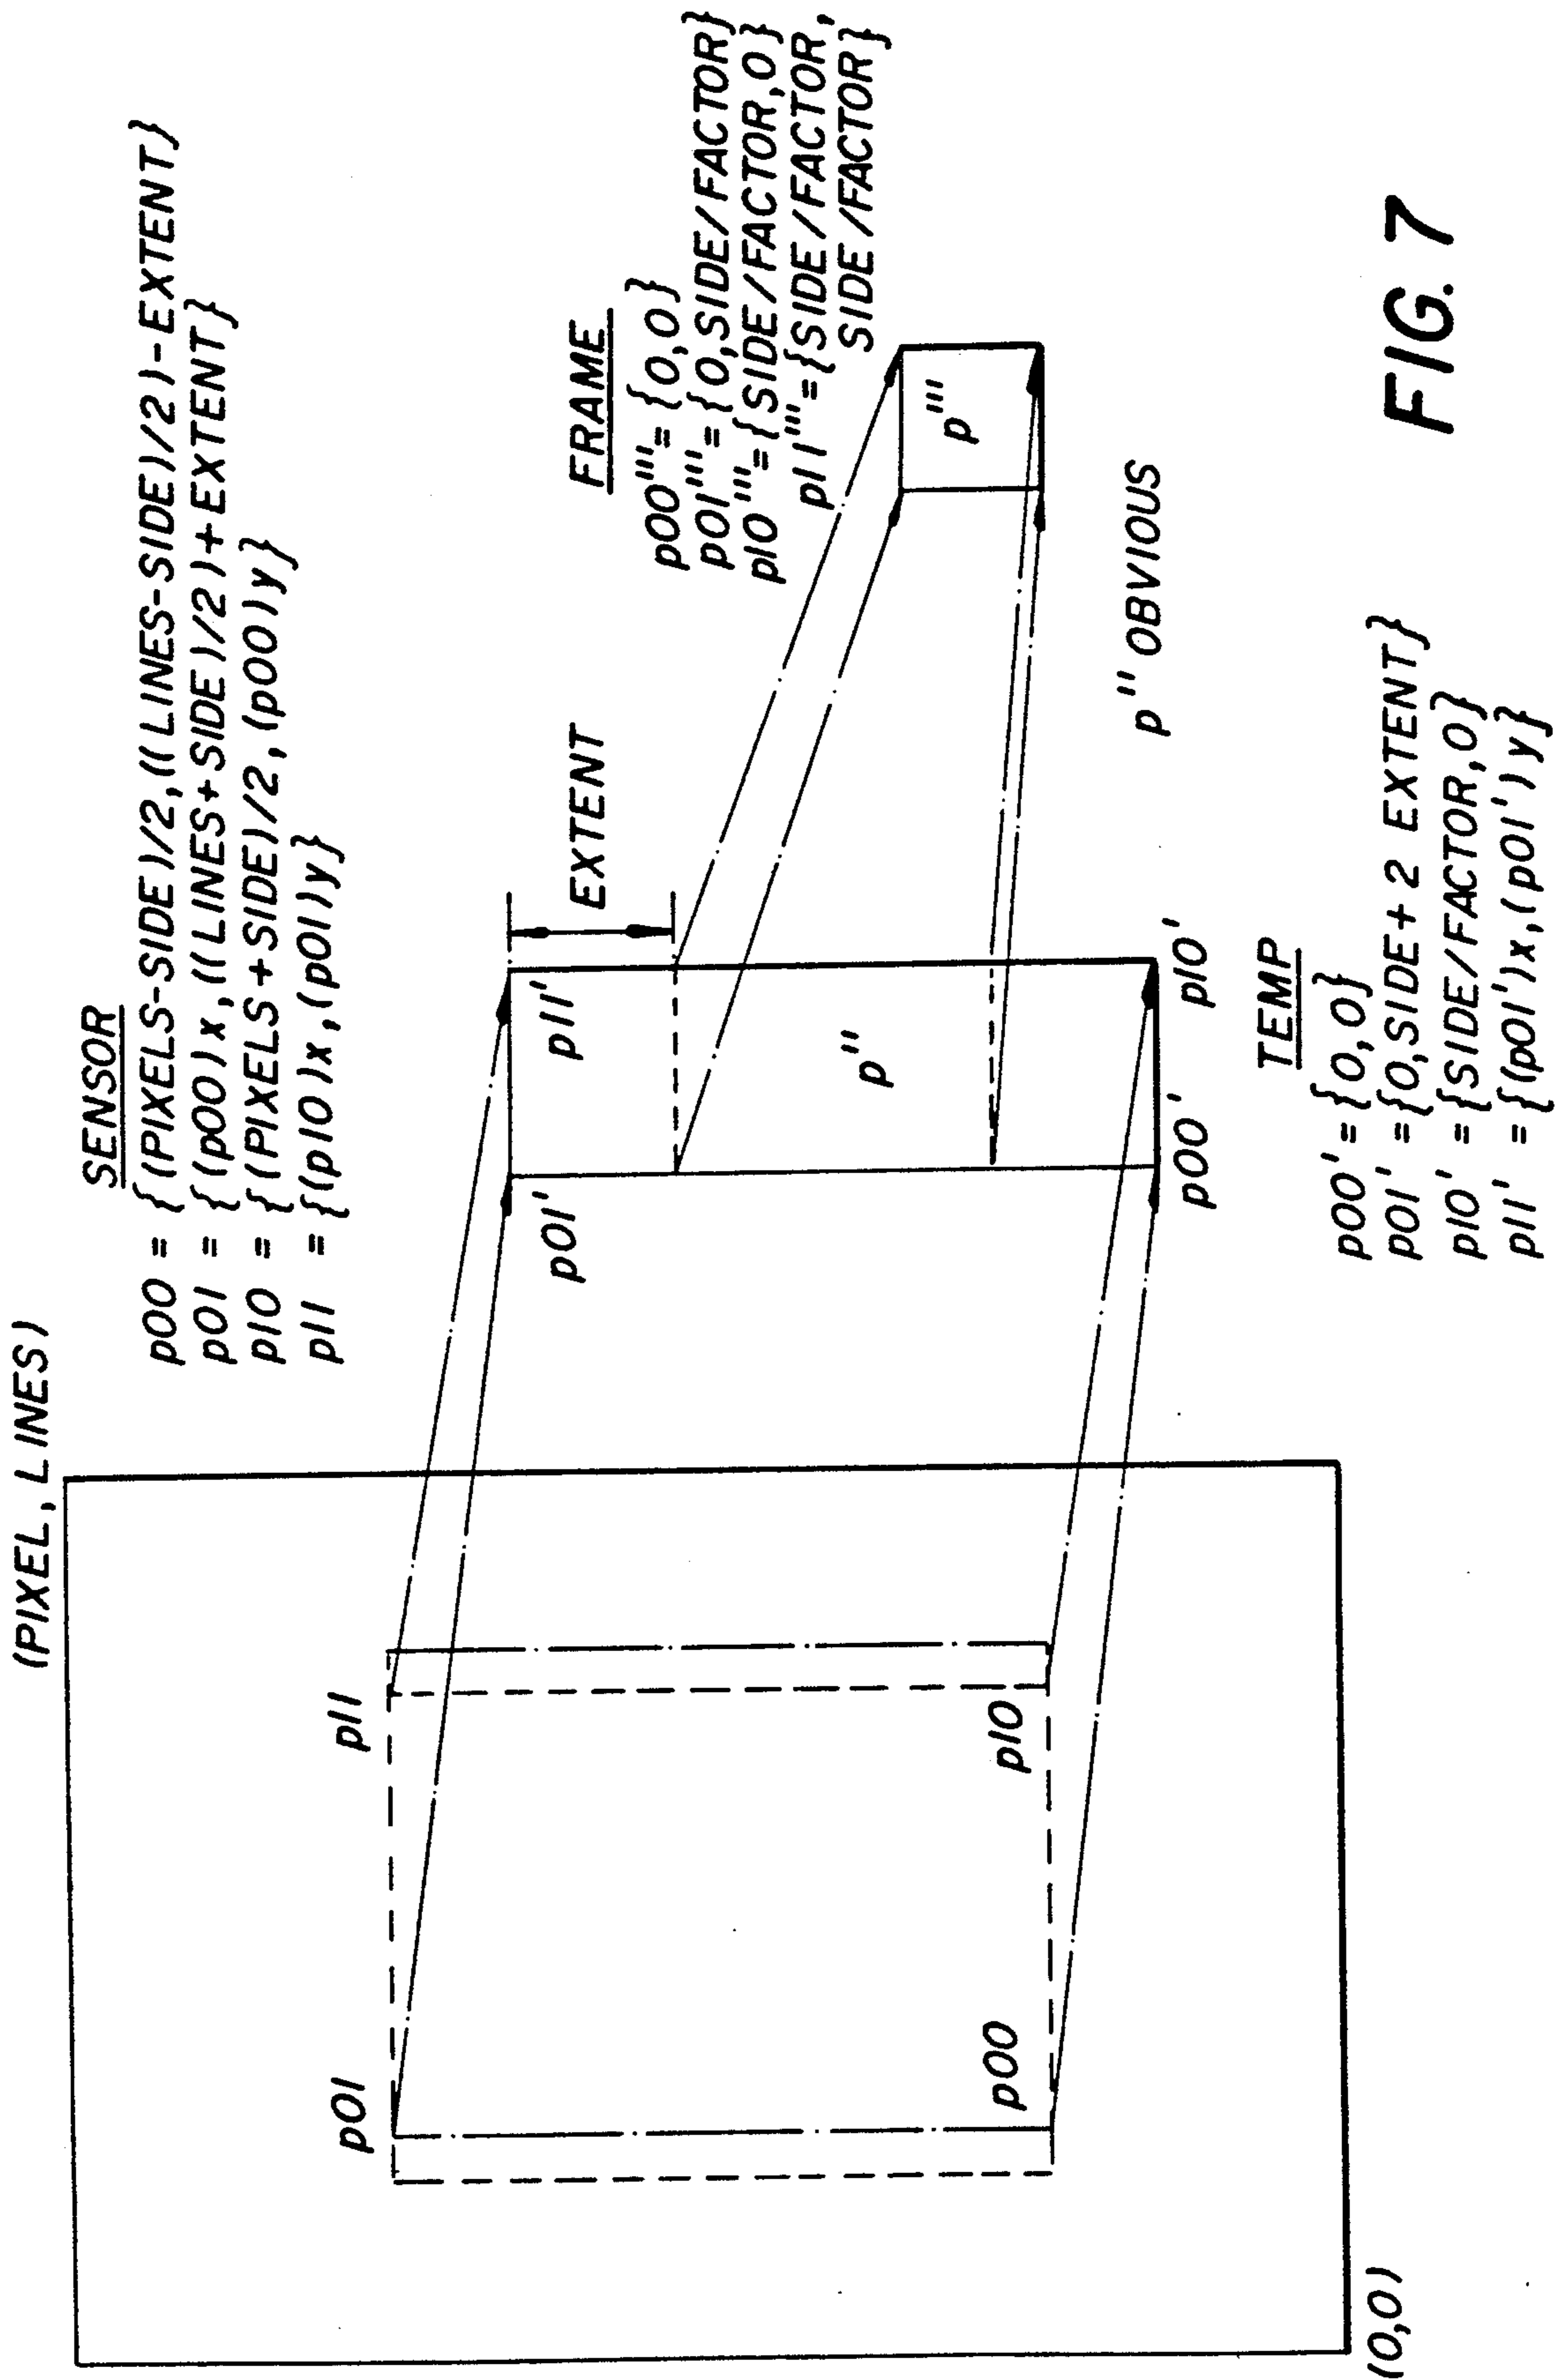 (PIXEL, LINES)
SENSOR
p00 = {(PIXELS-SIDE)/2,((LINES-SIDE)/2)-EXTENT}
p01 = {(p00)x,((LINES+SIDE)/2)+EXTENT}
p10 = {(PIXELS+SIDE)/2,(p00)y}
p11 = {(p10)x,(p01)y}
p01
p11
p00
p10
(0,0)
p01'
p11'
p''
p00'
p10'
EXTENT
FRAME
p00'''={0,0}
p01'''={0,SIDE/FACTOR}
p10'''={SIDE/FACTOR,0}
p11'''={SIDE/FACTOR,
SIDE/FACTOR}
p'''
p'' OBVIOUS
TEMP
p00'={0,0}
p01'={0,SIDE+2 EXTENT}
p10'={SIDE/FACTOR,0}
p11'={(p01')x,(p01')y}
FIG. 7